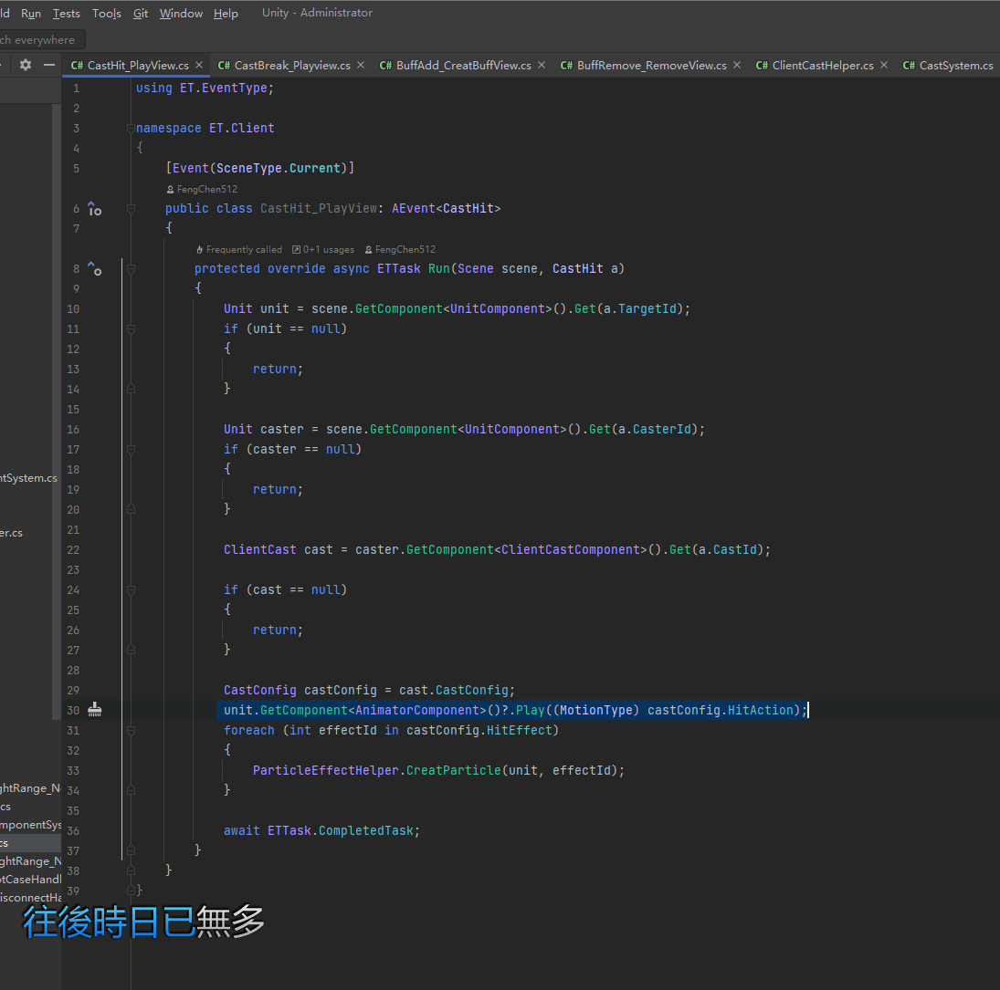 ld Run Tests Tools Git Window Help Unity - Administrator
ch everywhere
CastHit_PlayView.cs CastBreak_Playview.cs BuffAdd_CreatBuffView.cs BuffRemove_RemoveView.cs ClientCastHelper.cs CastSystem.cs
1 using ET.EventType;
2
3 namespace ET.Client
4 {
5 [Event(SceneType.Current)]
FengChen512
6 public class CastHit_PlayView: AEvent<CastHit>
7 {
Frequently called 0+1 usages FengChen512
8 protected override async ETTask Run(Scene scene, CastHit a)
9 {
10 Unit unit = scene.GetComponent<UnitComponent>().Get(a.TargetId);
11 if (unit == null)
12 {
13 return;
14 }
15
16 Unit caster = scene.GetComponent<UnitComponent>().Get(a.CasterId);
17 if (caster == null)
18 {
19 return;
20 }
21
22 ClientCast cast = caster.GetComponent<ClientCastComponent>().Get(a.CastId);
23
24 if (cast == null)
25 {
26 return;
27 }
28
29 CastConfig castConfig = cast.CastConfig;
30 unit.GetComponent<AnimatorComponent>()?.Play((MotionType) castConfig.HitAction);
31 foreach (int effectId in castConfig.HitEffect)
32 {
33 ParticleEffectHelper.CreatParticle(unit, effectId);
34 }
35
36 await ETTask.CompletedTask;
37 }
38 }
39 }
ntSystem.cs
er.cs
ghtRange_N
cs
mponentSys
cs
ghtRange_N
otCaseHandl
isconnectHa
往後時日已無多